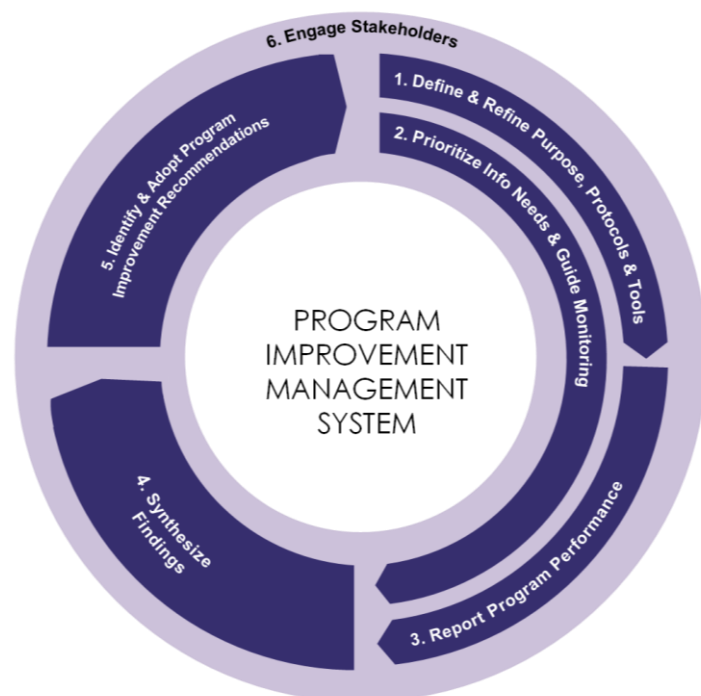 6. Engage Stakeholders
1. Define & Refine Purpose, Protocols & Tools
2. Prioritize Info Needs & Guide Monitoring
3. Report Program Performance
4. Synthesize
Findings
5. Identify & Adopt Program
Improvement Recommendations
PROGRAM
IMPROVEMENT
MANAGEMENT
SYSTEM